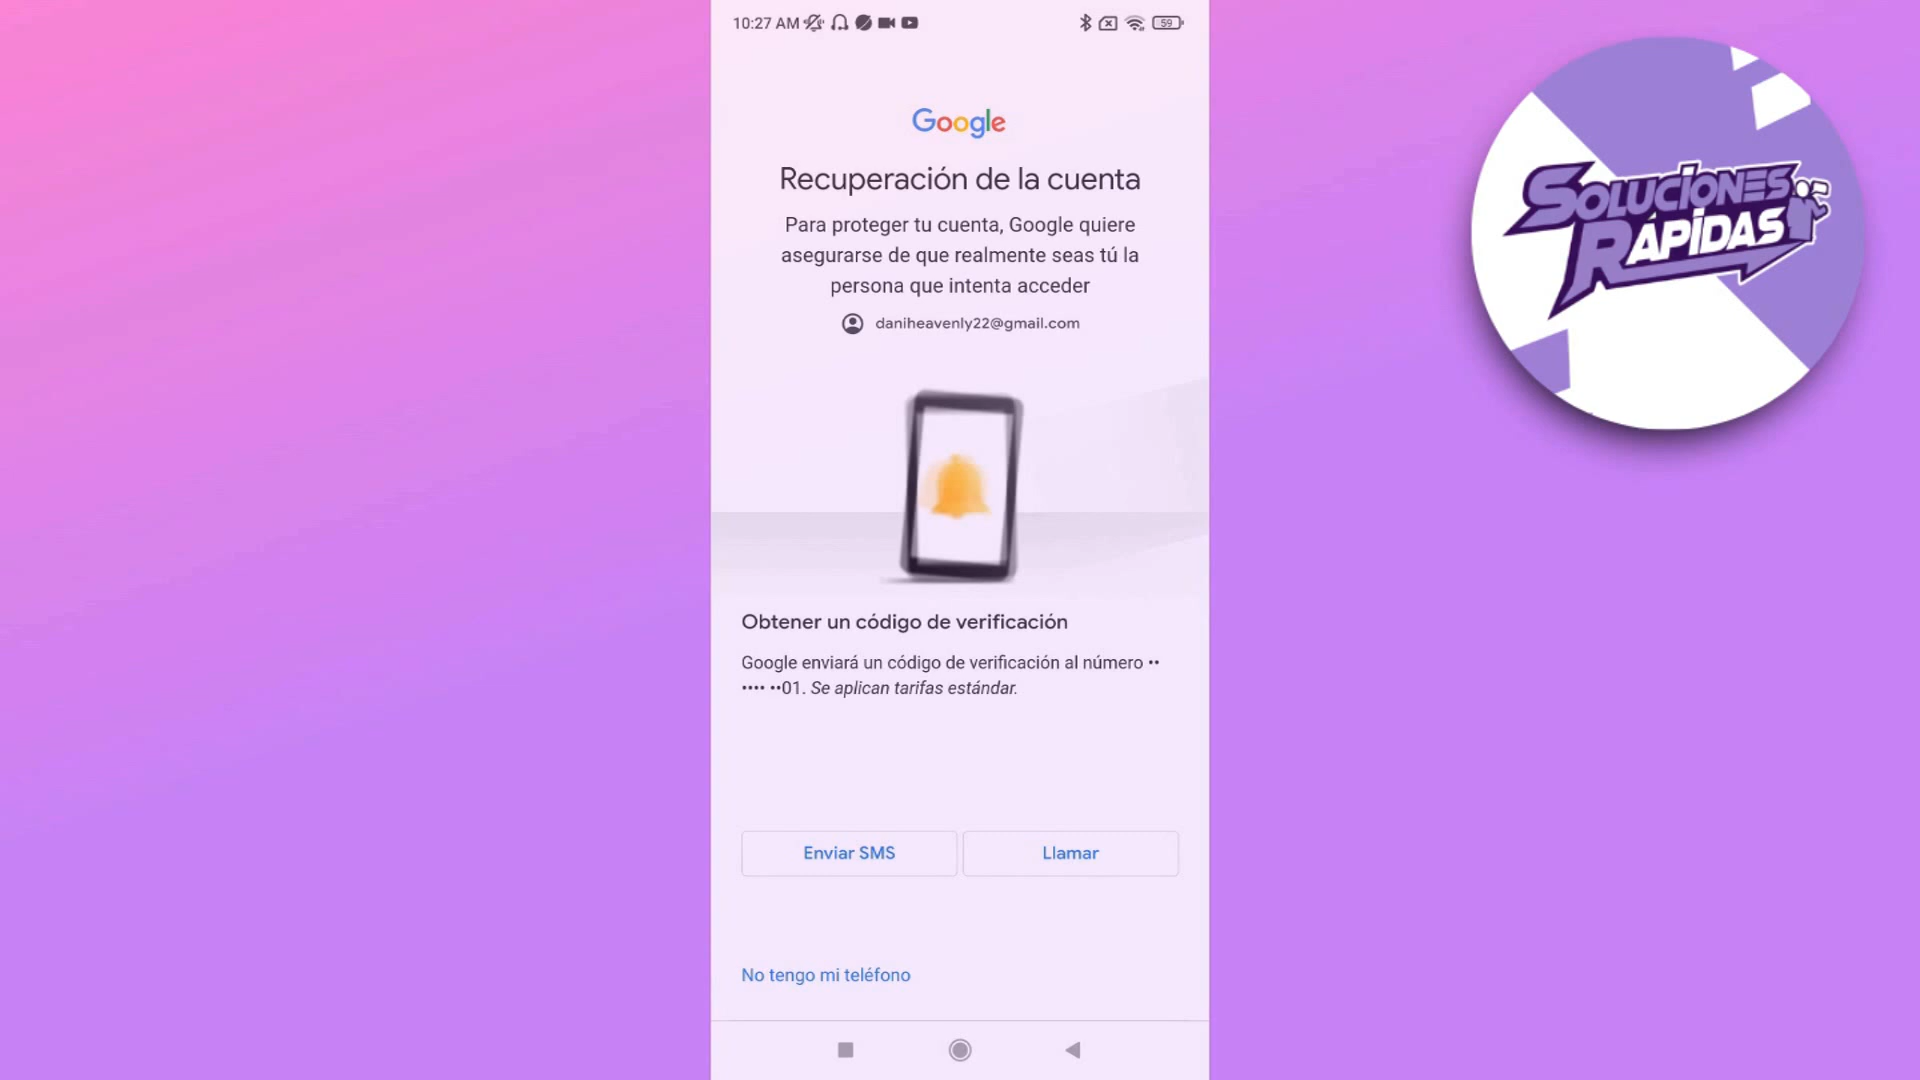 10:27 AM
59
Google
Recuperación de la cuenta
Para proteger tu cuenta, Google quiere
asegurarse de que realmente seas tú la
persona que intenta acceder
daniheavenly22@gmail.com
SOLUCIONES
RÁPIDAS
Obtener un código de verificación
Google enviará un código de verificación al número ••
•••• ••01. Se aplican tarifas estándar.
Enviar SMS
Llamar
No tengo mi teléfono